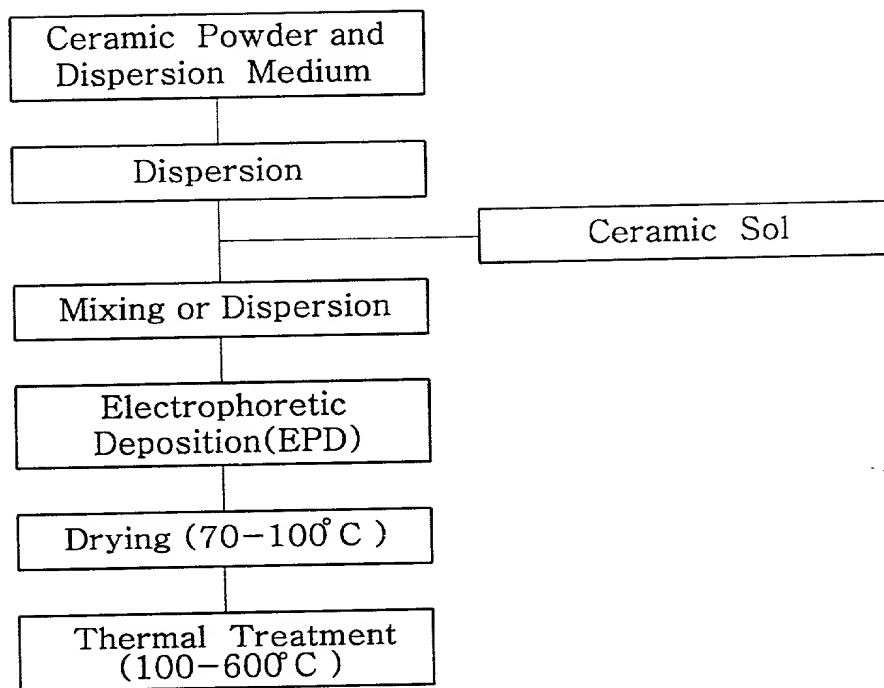 Ceramic Powder and
Dispersion Medium
Dispersion
Ceramic Sol
Mixing or Dispersion
Electrophoretic
Deposition(EPD)
Drying (70-100°C )
Thermal Treatment
(100-600°C )